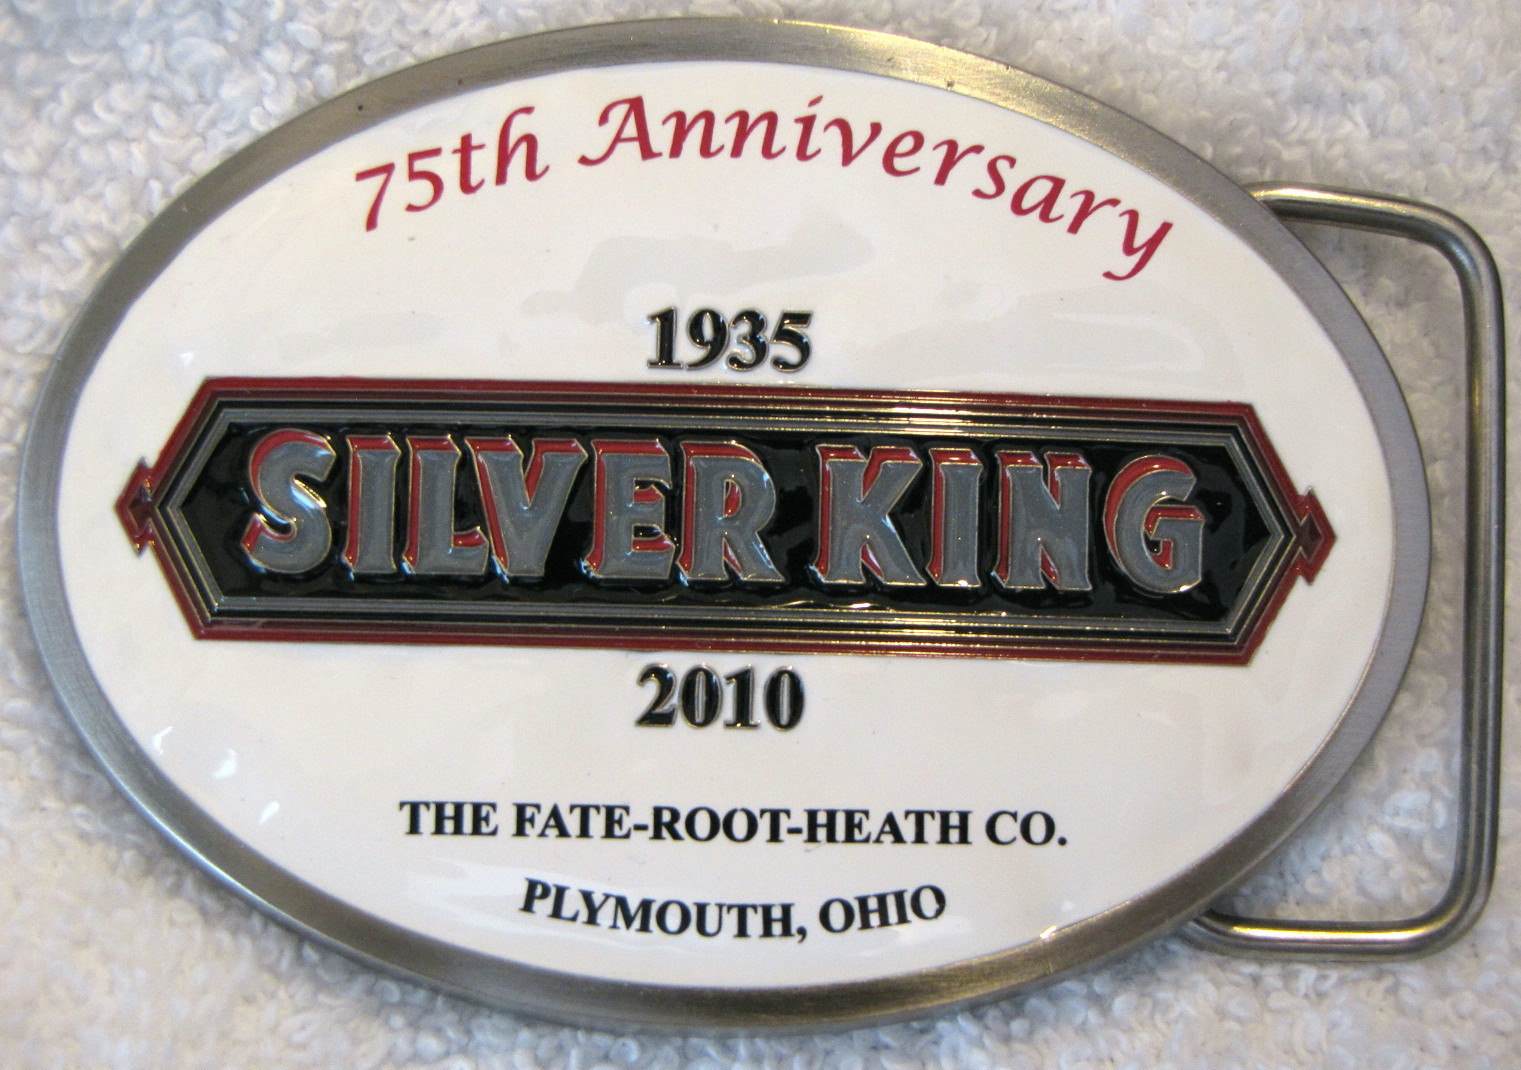 75th Anniversary
1935
SILVER KING
2010
THE FATE-ROOT-HEATH CO.
PLYMOUTH, OHIO